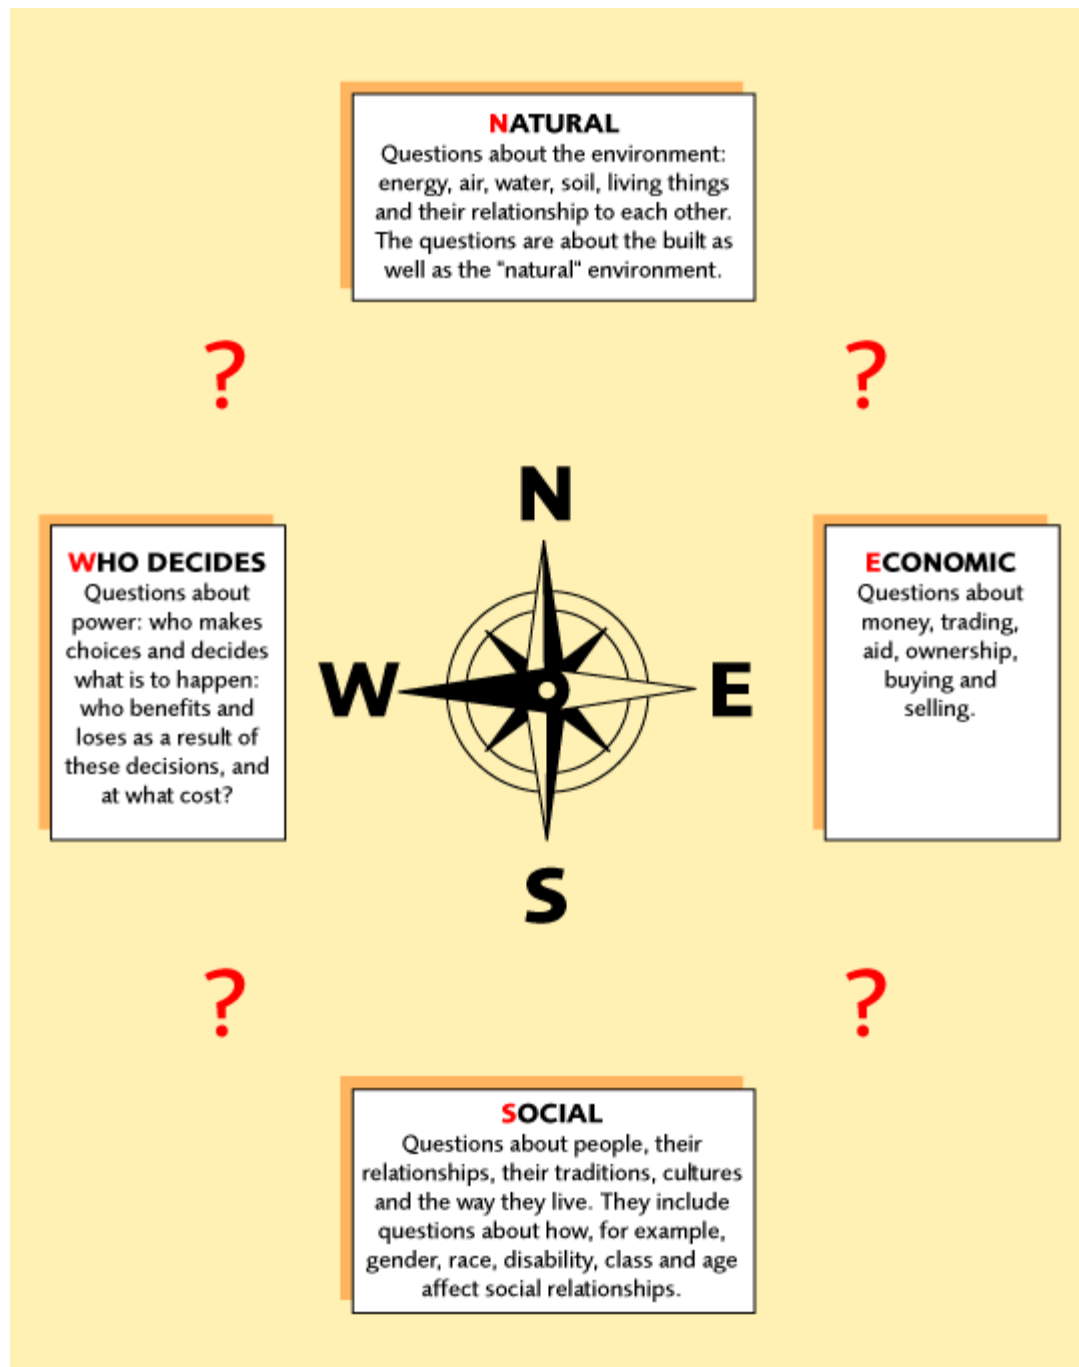 NATURAL
Questions about the environment:
energy, air, water, soil, living things
and their relationship to each other.
The questions are about the built as
well as the "natural" environment.
?
?
N
WHO DECIDES
Questions about
power: who makes
choices and decides
what is to happen:
who benefits and
loses as a result of
these decisions, and
at what cost?
W
E
ECONOMIC
Questions about
money, trading,
aid, ownership,
buying and
selling.
S
?
?
SOCIAL
Questions about people, their
relationships, their traditions, cultures
and the way they live. They include
questions about how, for example,
gender, race, disability, class and age
affect social relationships.